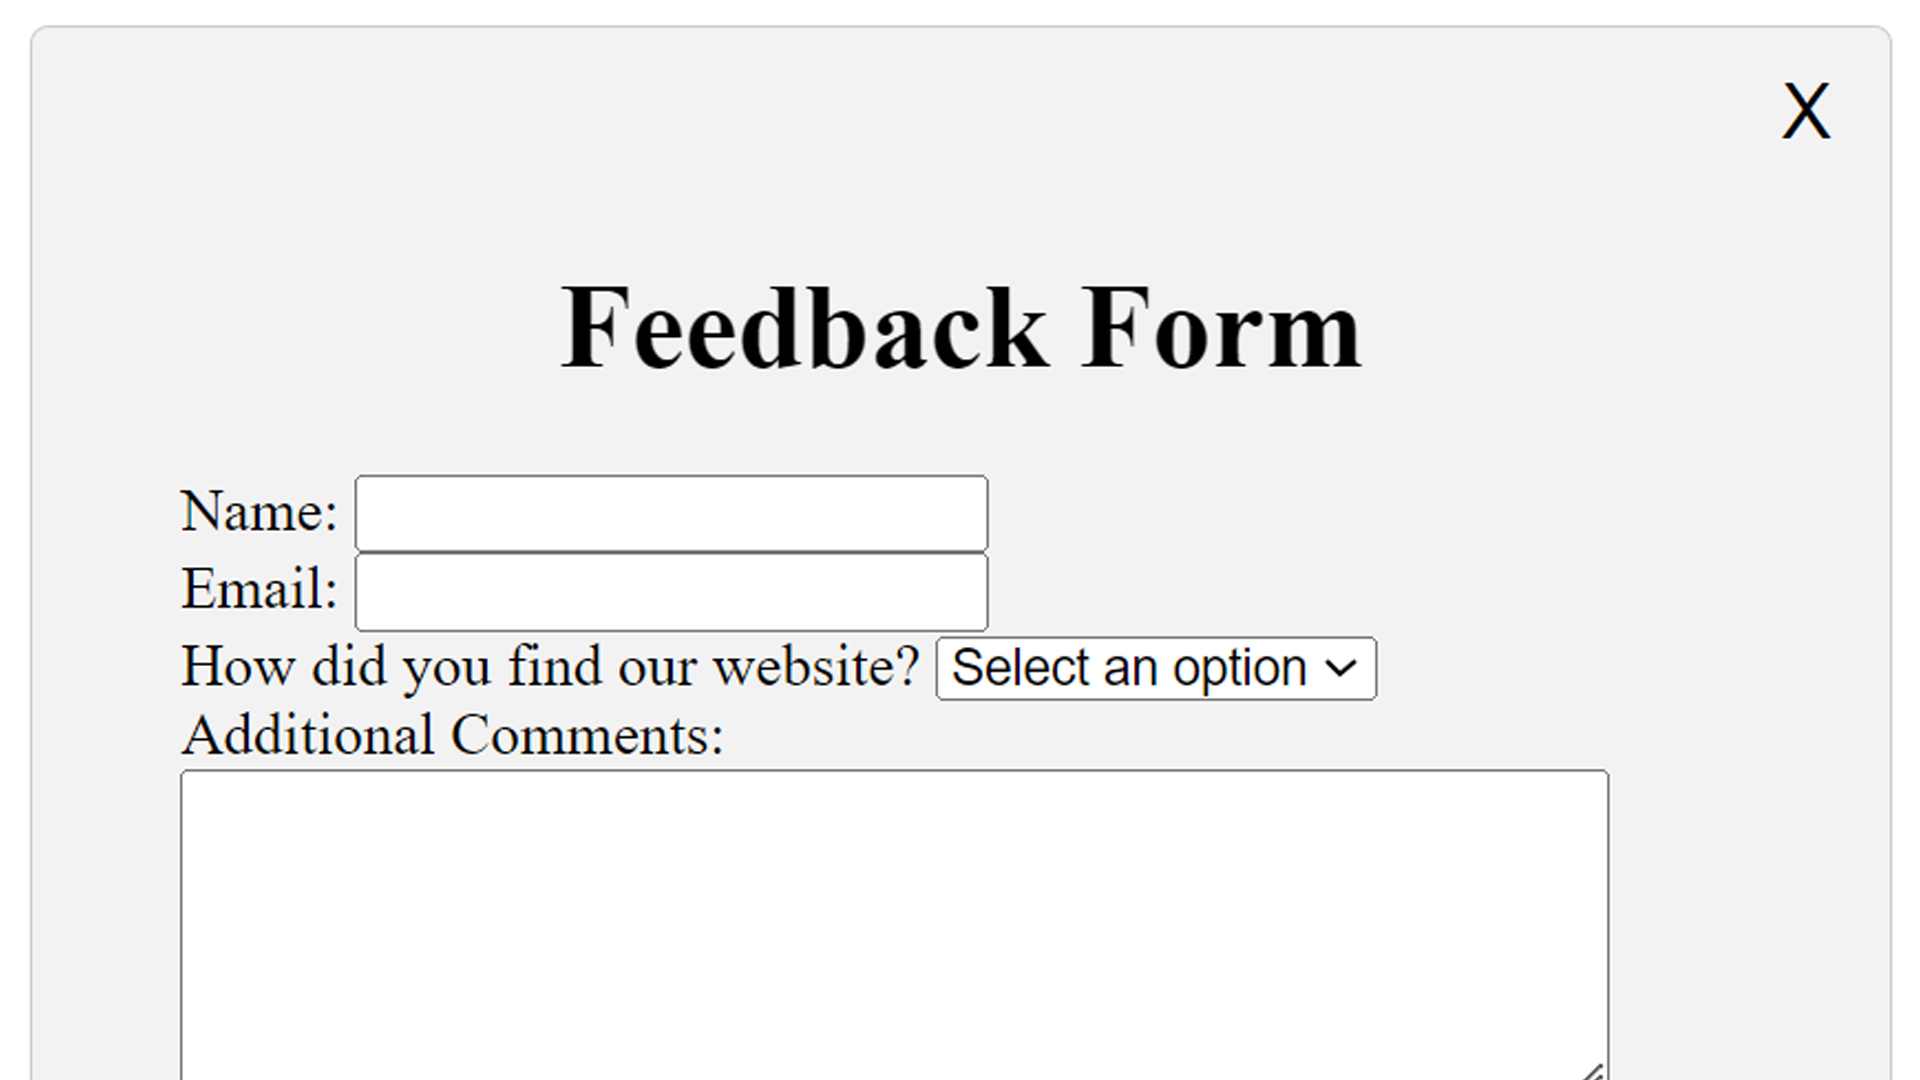 X
Feedback Form
Name:
Email:
How did you find our website? Select an option
Additional Comments: